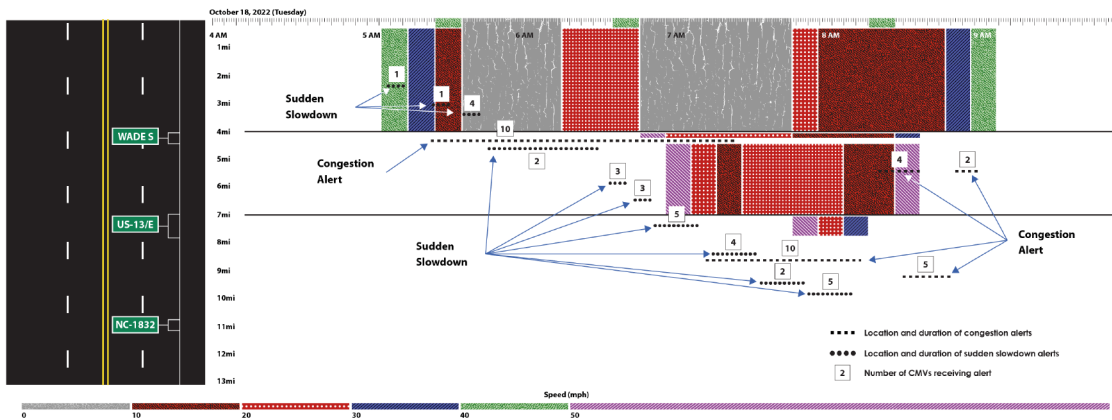 October 18, 2022 (Tuesday)
4 AM
5 AM
6 AM
7 AM
8 AM
9 AM
1mi
2mi
3mi
4mi
5mi
6mi
7mi
8mi
9mi
10mi
11mi
12mi
13mi
WADE S
US-13/E
NC-1832
1
1
4
Sudden
Slowdown
10
Congestion
Alert
2
3
3
5
4
10
2
5
Sudden
Slowdown
4
2
5
Congestion
Alert
Location and duration of congestion alerts
Location and duration of sudden slowdown alerts
2
Number of CMVs receiving alert
Speed (mph)
0
10
20
30
40
50